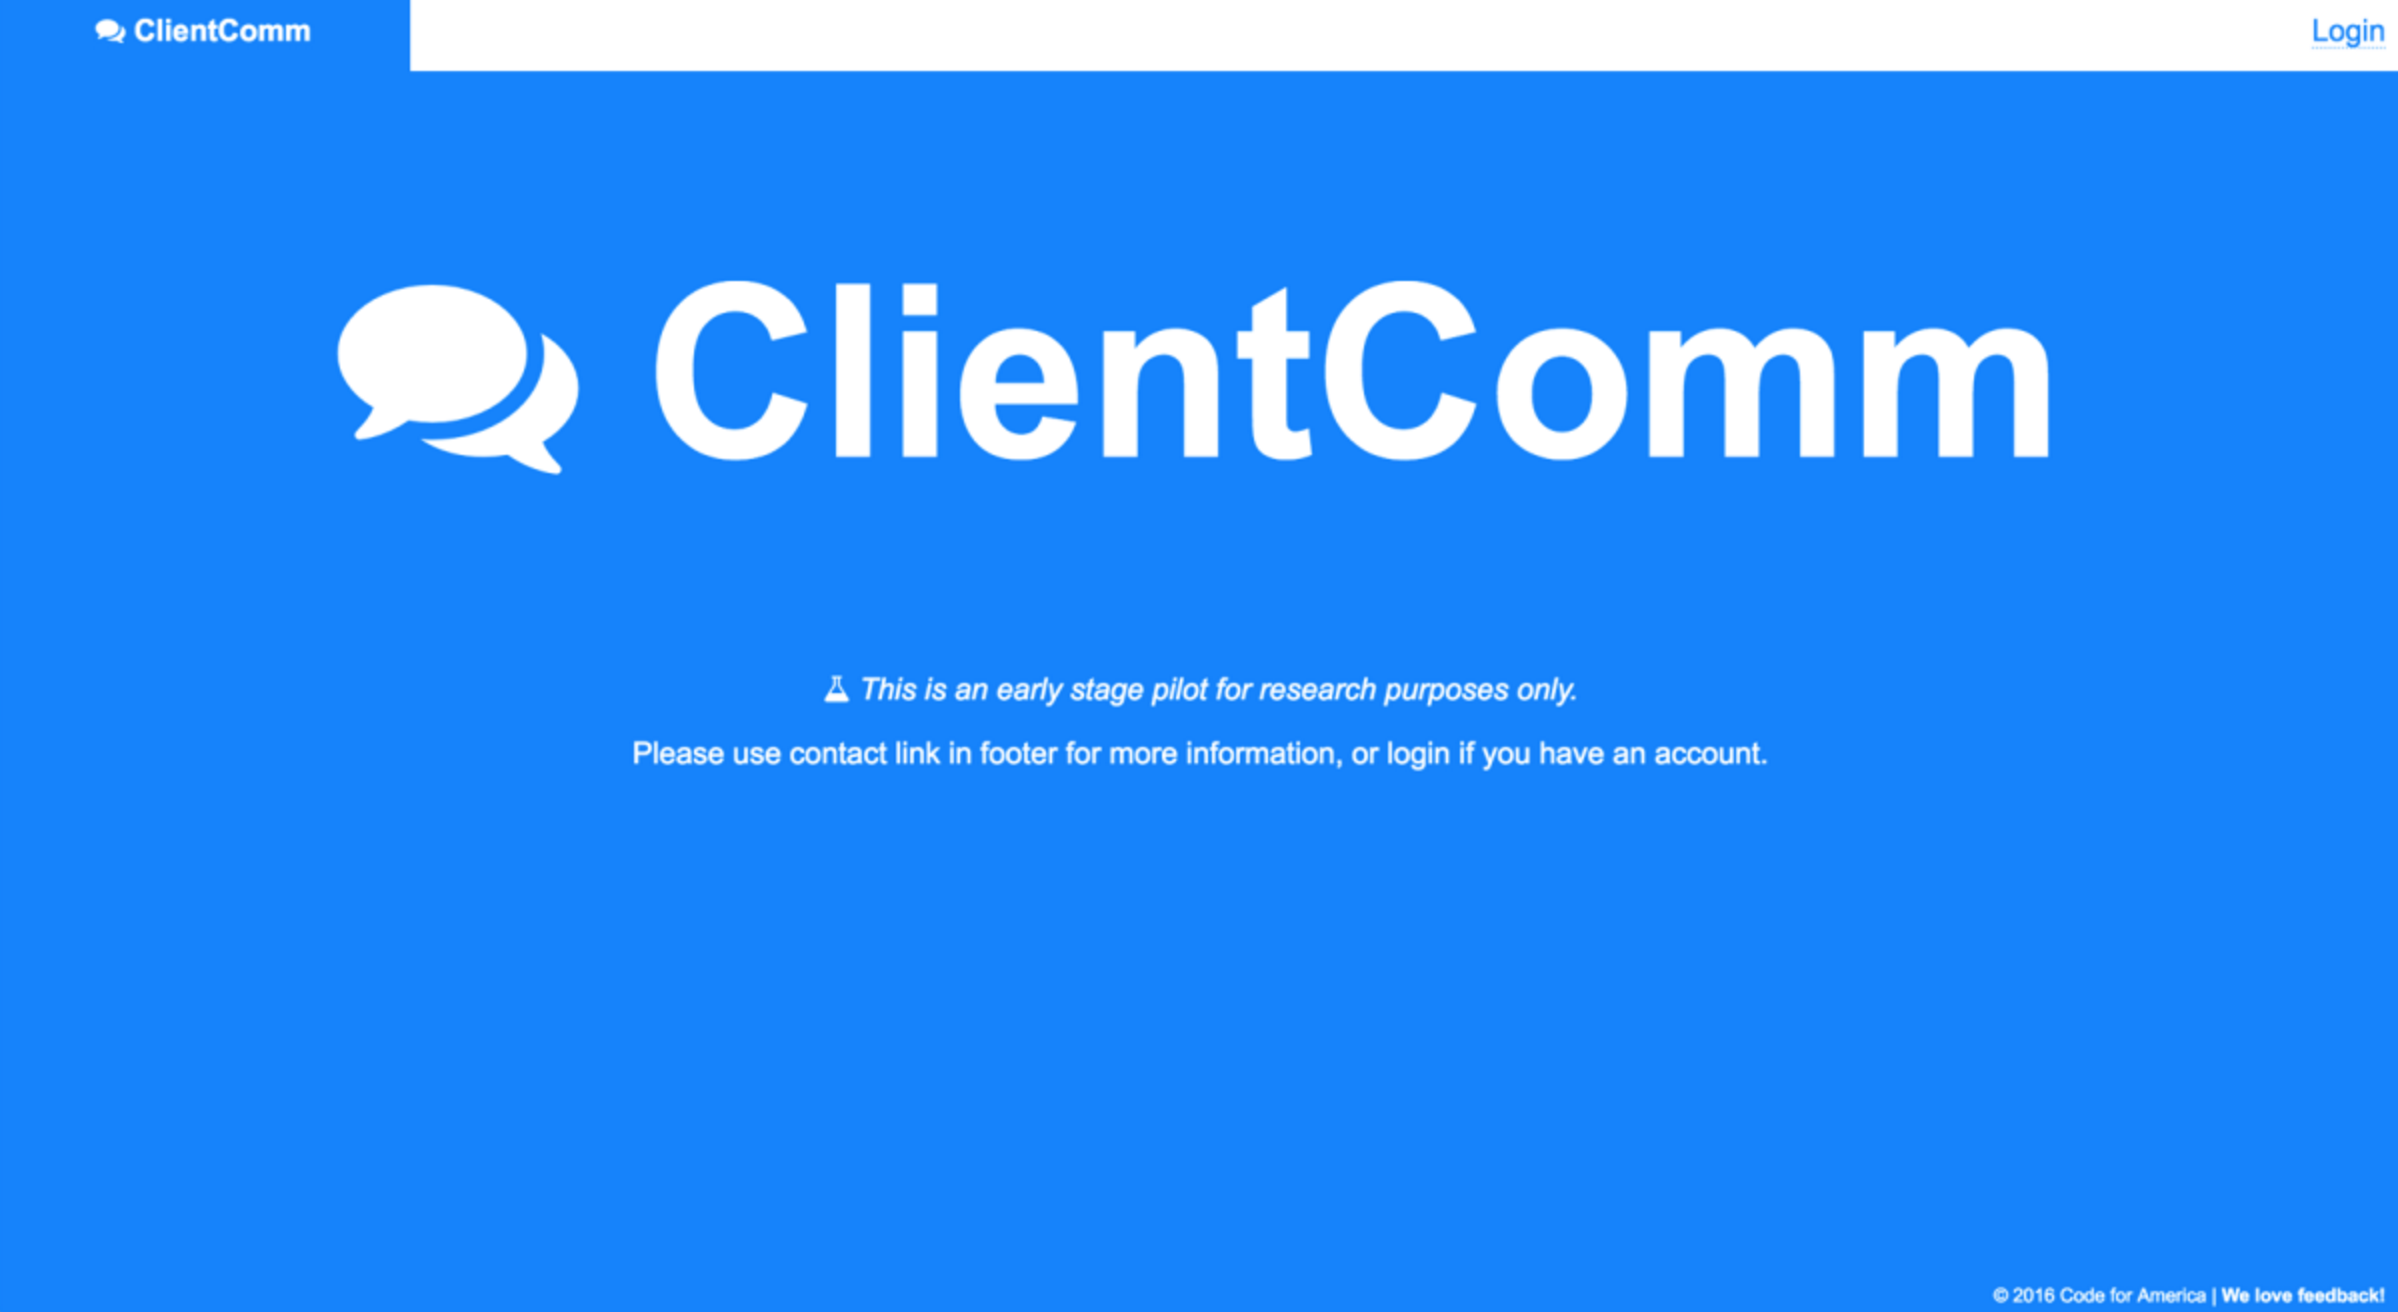 ClientComm
Login
ClientComm
This is an early stage pilot for research purposes only.
Please use contact link in footer for more information, or login if you have an account.
© 2016 Code for America | We love feedback!